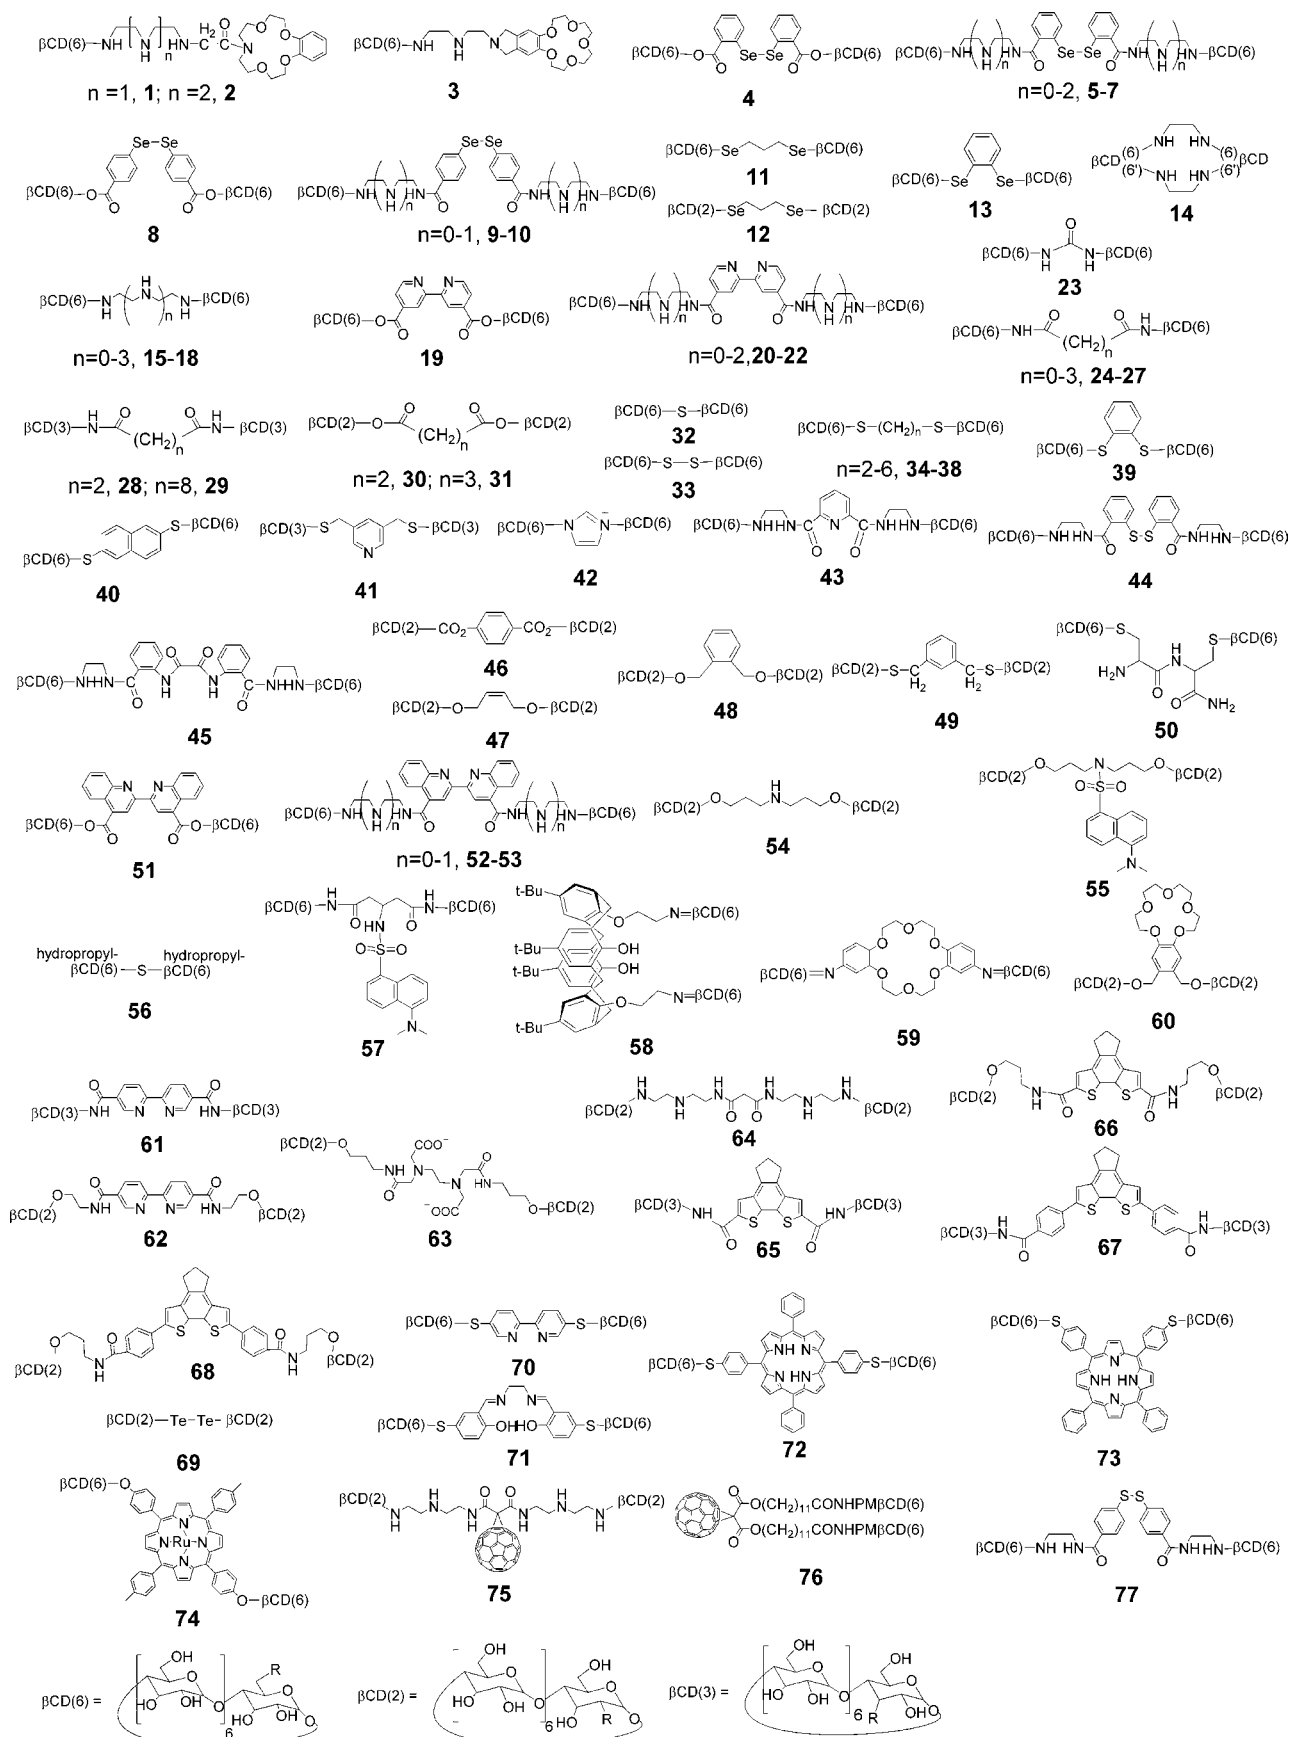 βCD(6)—NH NH n NH—C H2 O N O O O O
n =1, 1; n =2, 2
βCD(6)—NH NH N O O O O O
3
βCD(6)—O O Se—Se O O—βCD(6)
4
βCD(6)—NH NH n HN O Se—Se O NH NH n HN—βCD(6)
n=0-2, 5-7
βCD(6)—O O Se—Se O O—βCD(6)
8
βCD(6)—NH NH n HN O Se—Se O NH NH n HN—βCD(6)
n=0-1, 9-10
βCD(6)—Se Se—βCD(6)
11
βCD(2)—Se Se—βCD(2)
12
βCD(6)—Se Se—βCD(6)
13
βCD (6) NH HN (6) βCD (6') NH HN (6')
14
βCD(6)—NH H N n NH—βCD(6)
n=0-3, 15-18
βCD(6)—O O N N O O—βCD(6)
19
βCD(6)—NH NH n HN O N N O NH NH n HN—βCD(6)
n=0-2,20-22
βCD(6)—N H O N H—βCD(6)
23
βCD(6)—NH O (CH2)n O H N—βCD(6)
n=0-3, 24-27
βCD(3)—N H O (CH2)n O H N—βCD(3)
n=2, 28; n=8, 29
βCD(2)—O O (CH2)n O O—βCD(2)
n=2, 30; n=3, 31
βCD(6)—S—βCD(6)
32
βCD(6)—S—S—βCD(6)
33
βCD(6)—S—(CH2)n—S—βCD(6)
n=2-6, 34-38
βCD(6)—S S—βCD(6)
39
βCD(6)—S S—βCD(6)
40
βCD(3)—S N S—βCD(3)
41
βCD(6)—N N—βCD(6)
42
βCD(6)—NH HN O N O NH HN—βCD(6)
43
βCD(6)—NH HN O S-S O NH HN—βCD(6)
44
βCD(6)—NH HN O N H O O HN O NH HN—βCD(6)
45
βCD(2)—CO2 CO2—βCD(2)
46
βCD(2)—O O—βCD(2)
47
βCD(2)—O O—βCD(2)
48
βCD(2)—S C H2 C H2 S—βCD(2)
49
βCD(6)—S H2N O H N S—βCD(6) O NH2
50
βCD(6)—O O N N O O—βCD(6)
51
βCD(6)—NH NH n HN O N N O NH NH n HN—βCD(6)
n=0-1, 52-53
βCD(2)—O H N O—βCD(2)
54
βCD(2)—O N O—βCD(2) O=S=O N
55
hydropropyl- hydropropyl-
βCD(6)—S—βCD(6)
56
βCD(6)—NH O O NH—βCD(6) HN O=S=O N
57
t-Bu O N=βCD(6)
t-Bu OH
t-Bu OH
t-Bu O N=βCD(6)
58
βCD(6)=N O O O O O O N=βCD(6)
59
O O O O O
βCD(2)—O O—βCD(2)
60
βCD(3)—NH O N N O HN—βCD(3)
61
βCD(2) O NH O N N O NH O βCD(2)
62
βCD(2)—O NH O N COO− N −OOC O NH O—βCD(2)
63
βCD(2) HN N H HN O O HN N H HN βCD(2)
64
βCD(3) NH O S S O HN βCD(3)
65
βCD(2) O NH O S S O NH O βCD(2)
66
βCD(3)—NH O S S O HN—βCD(3)
67
βCD(2) O NH O S S O NH O βCD(2)
68
βCD(2)—Te—Te—βCD(2)
69
βCD(6)—S N N S—βCD(6)
70
βCD(6)—S N N OHHO S—βCD(6)
71
βCD(6)—S N NH HN N S—βCD(6)
72
βCD(6)—S S—βCD(6) N NH HN N
73
βCD(6)—O N N Ru N N O—βCD(6)
74
βCD(2) NH HN HN O O NH NH NH βCD(2)
75
O O(CH2)11CONHPMβCD(6)
O O(CH2)11CONHPMβCD(6)
76
βCD(6)—NH HN O S-S O NH HN—βCD(6)
77
βCD(6) = OH O HO OH O 6 R O HO OH O
βCD(2) = OH O HO OH O 6 OH O HO R O
βCD(3) = OH O HO OH O 6 OH O R OH O